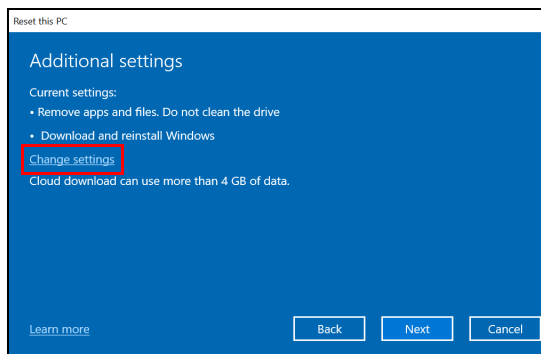 Reset this PC
Additional settings
Current settings:
• Remove apps and files. Do not clean the drive
• Download and reinstall Windows
Change settings
Cloud download can use more than 4 GB of data.
Learn more
Back
Next
Cancel